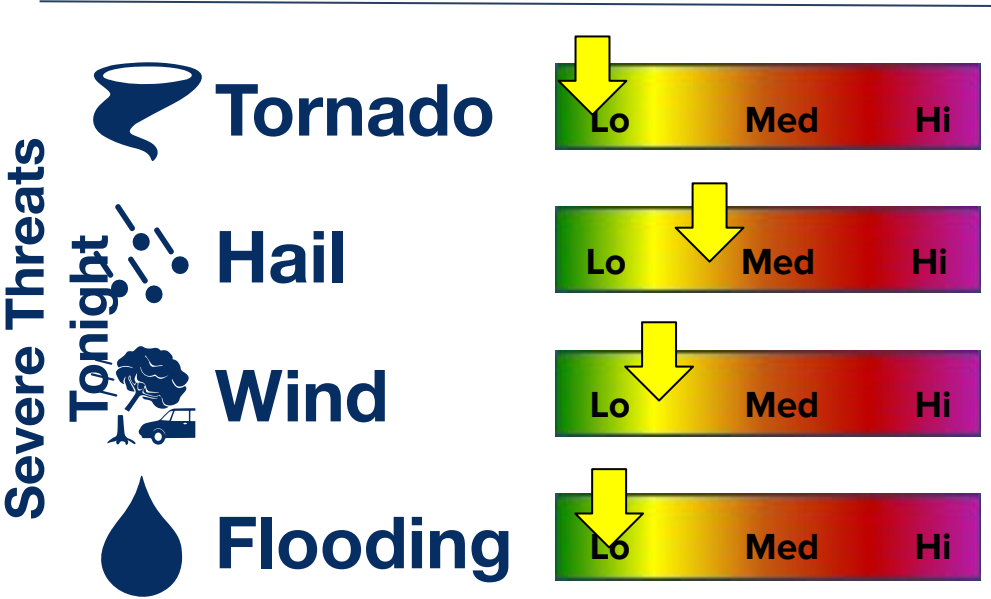 Severe Threats
Tonight
Tornado
Lo Med Hi
Hail
Lo Med Hi
Wind
Lo Med Hi
Flooding
Lo Med Hi